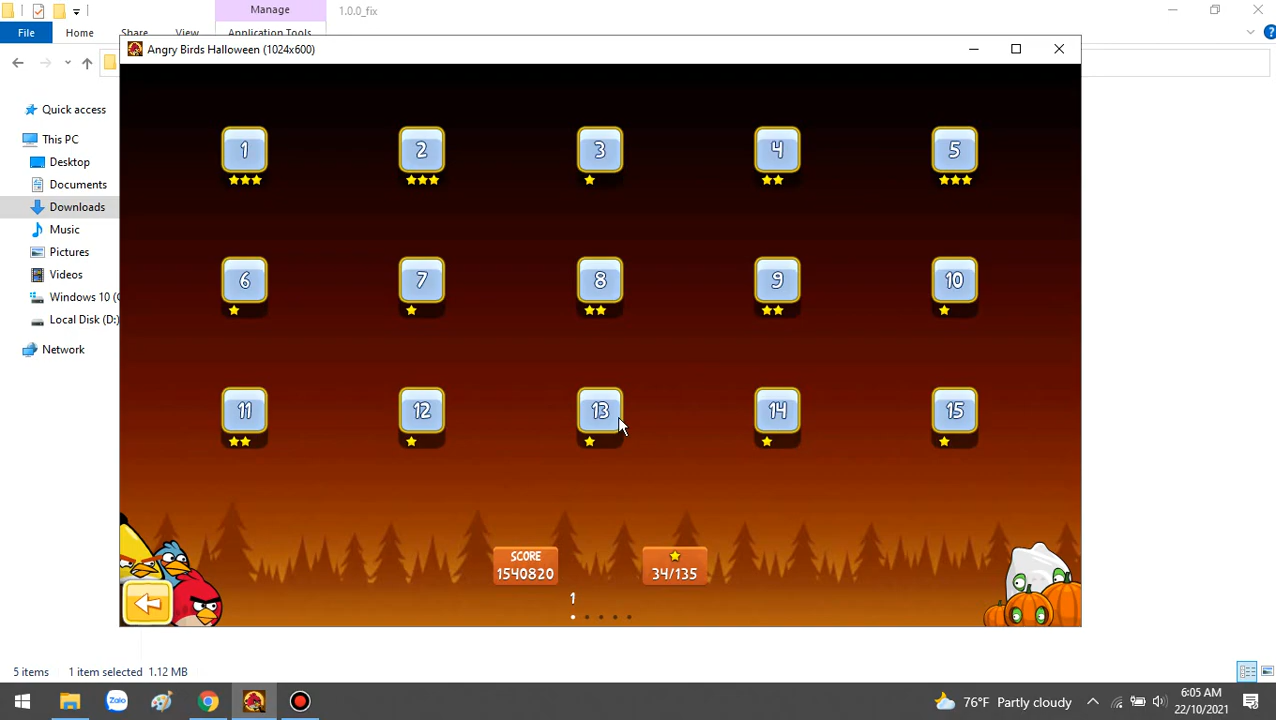 Manage
1.0.0_fix
File
Home
Share
View
Application Tools
Angry Birds Halloween (1024x600)
Quick access
This PC
Desktop
Documents
Downloads
Music
Pictures
Videos
Windows 10 (C
Local Disk (D:)
Network
1
2
3
4
5
6
7
8
9
10
11
12
13
14
15
SCORE
1540820
34/135
1
5 items
1 item selected 1.12 MB
Zalo
76°F Partly cloudy
6:05 AM
22/10/2021